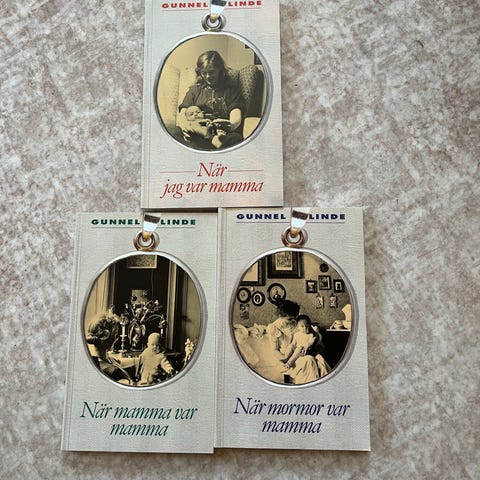 GUNNEL LINDE
När
jag var mamma
GUNNEL LINDE
När mamma var
mamma
GUNNEL LINDE
När mormor var
mamma